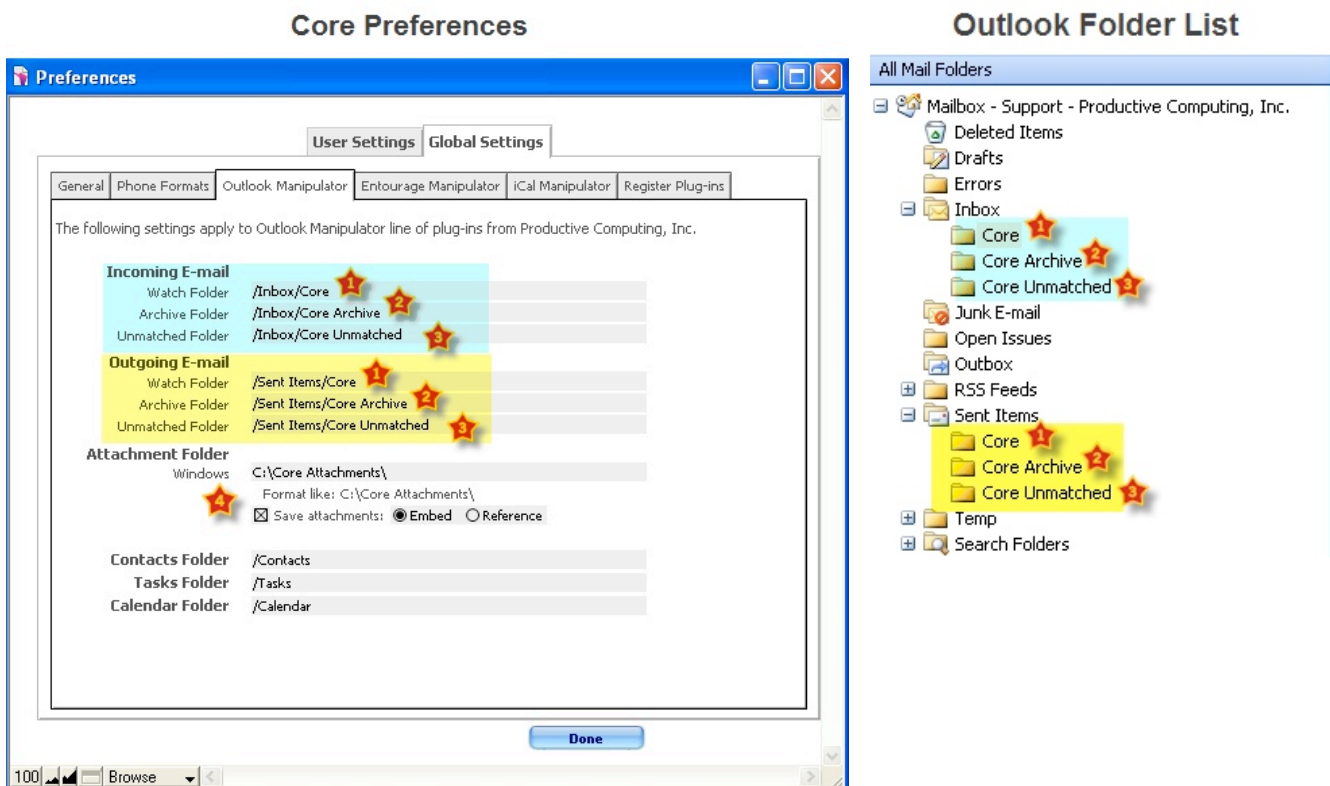 Core Preferences
Preferences
User Settings Global Settings
General Phone Formats Outlook Manipulator Entourage Manipulator iCal Manipulator Register Plug-ins
The following settings apply to Outlook Manipulator line of plug-ins from Productive Computing, Inc.
Incoming E-mail
Watch Folder /Inbox/Core 1
Archive Folder /Inbox/Core Archive 2
Unmatched Folder /Inbox/Core Unmatched 3
Outgoing E-mail
Watch Folder /Sent Items/Core 1
Archive Folder /Sent Items/Core Archive 2
Unmatched Folder /Sent Items/Core Unmatched 3
Attachment Folder
Windows C:\Core Attachments\
Format like: C:\Core Attachments\
4 Save attachments: Embed Reference
Contacts Folder /Contacts
Tasks Folder /Tasks
Calendar Folder /Calendar
Done
100 Browse
Outlook Folder List
All Mail Folders
Mailbox - Support - Productive Computing, Inc.
Deleted Items
Drafts
Errors
Inbox
Core 1
Core Archive 2
Core Unmatched 3
Junk E-mail
Open Issues
Outbox
RSS Feeds
Sent Items
Core 1
Core Archive 2
Core Unmatched 3
Temp
Search Folders